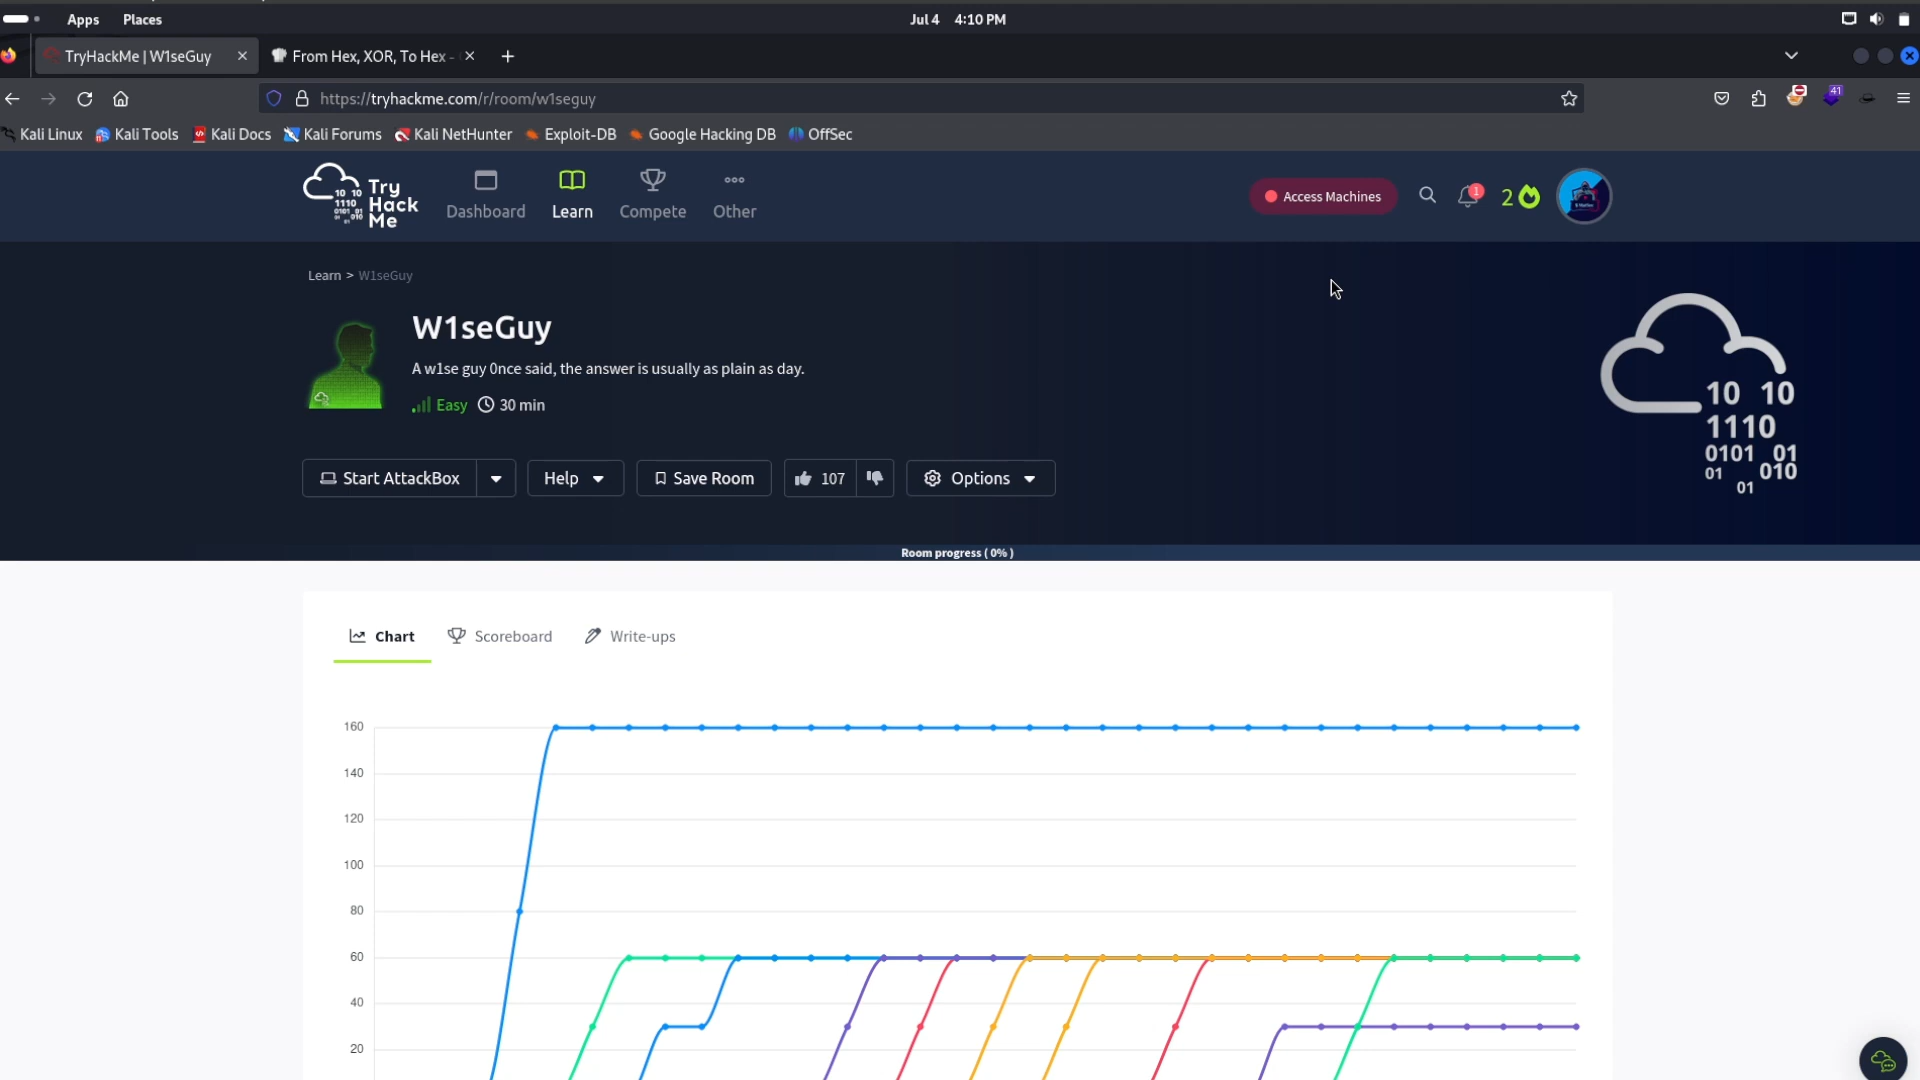 Apps Places Jul 4 4:10 PM
TryHackMe | W1seGuy From Hex, XOR, To Hex -
https://tryhackme.com/r/room/w1seguy 41
Kali Linux Kali Tools Kali Docs Kali Forums Kali NetHunter Exploit-DB Google Hacking DB OffSec
Try Hack Me
Dashboard Learn Compete Other
Access Machines 1 2
Learn > W1seGuy
W1seGuy
A w1se guy 0nce said, the answer is usually as plain as day.
Easy 30 min
10 10
1110
0101 01
01 010
01
Start AttackBox Help Save Room 107 Options
Room progress ( 0% )
Chart Scoreboard Write-ups
160
140
120
100
80
60
40
20